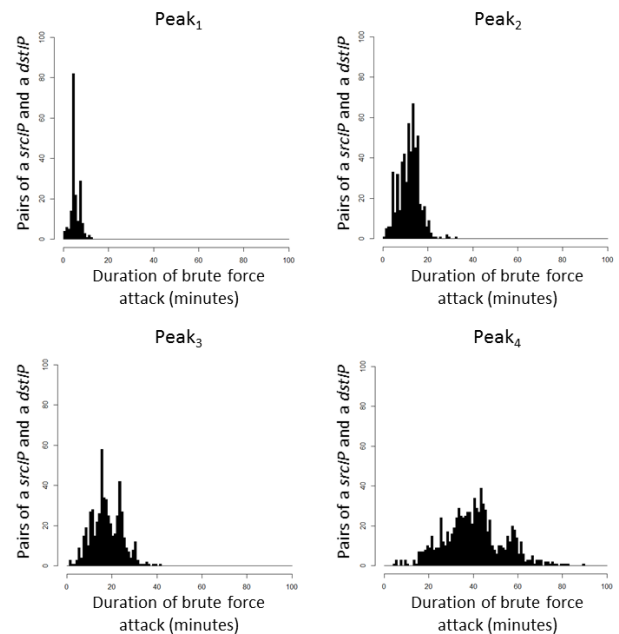 Peak1
Peak2
Pairs of a srcIP and a dstIP
0 20 40 60 80 100
0 20 40 60 80 100
Duration of brute force
attack (minutes)
Pairs of a srcIP and a dstIP
0 20 40 60 80 100
0 20 40 60 80 100
Duration of brute force
attack (minutes)
Peak3
Peak4
Pairs of a srcIP and a dstIP
0 20 40 60 80 100
0 20 40 60 80 100
Duration of brute force
attack (minutes)
Pairs of a srcIP and a dstIP
0 20 40 60 80 100
0 20 40 60 80 100
Duration of brute force
attack (minutes)